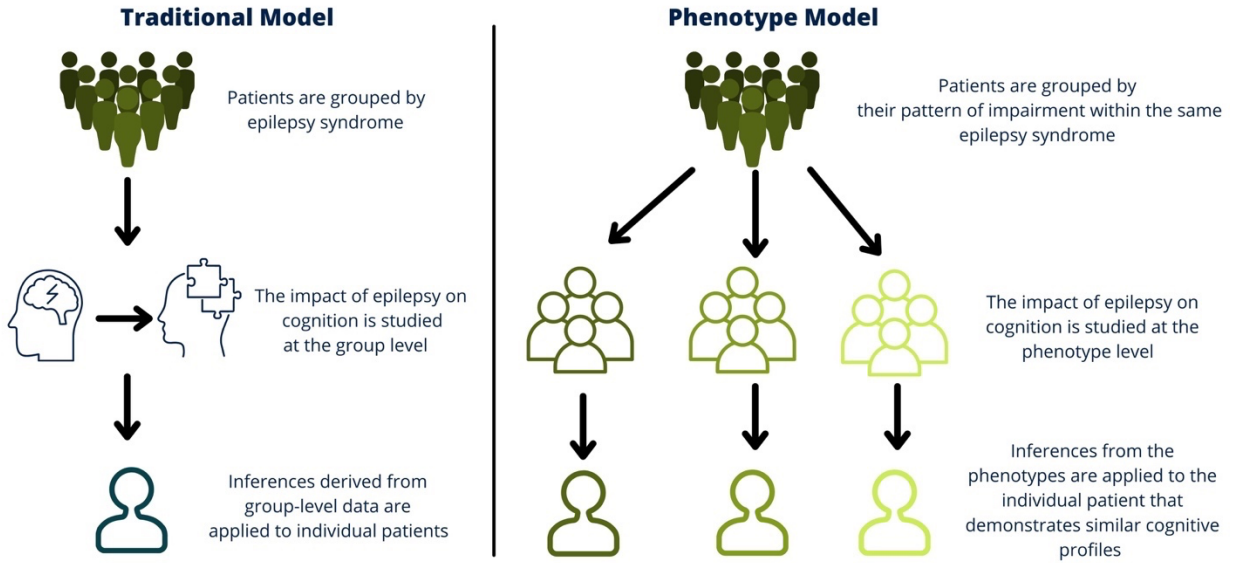 Traditional Model
Patients are grouped by
epilepsy syndrome
The impact of epilepsy on
cognition is studied
at the group level
Inferences derived from
group-level data are
applied to individual patients
Phenotype Model
Patients are grouped by
their pattern of impairment within the same
epilepsy syndrome
The impact of epilepsy on
cognition is studied at the
phenotype level
Inferences from the
phenotypes are applied to the
individual patient that
demonstrates similar cognitive
profiles